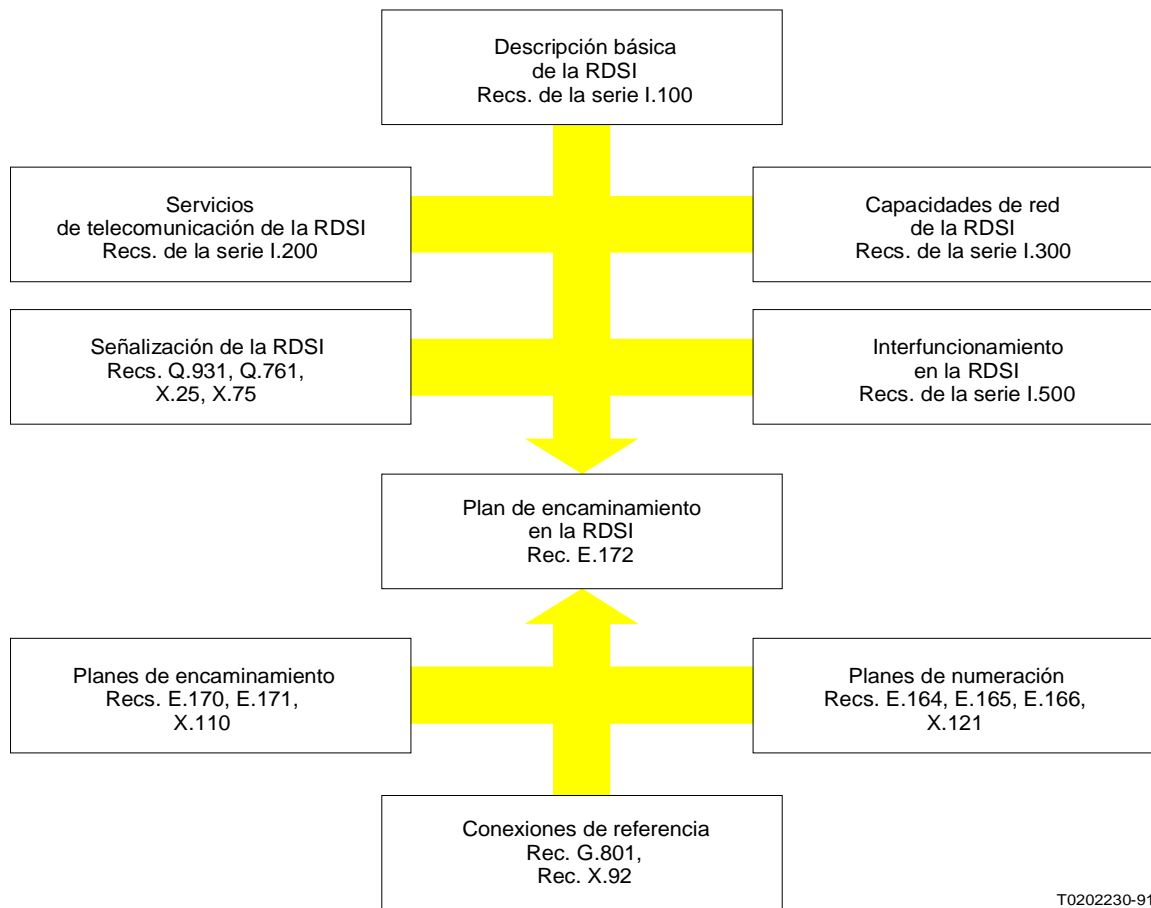 Descripción básica
de la RDSI
Recs. de la serie I.100
Servicios
de telecomunicación de la RDSI
Recs. de la serie I.200
Capacidades de red
de la RDSI
Recs. de la serie I.300
Señalización de la RDSI
Recs. Q.931, Q.761,
X.25, X.75
Interfuncionamiento
en la RDSI
Recs. de la serie I.500
Plan de encaminamiento
en la RDSI
Rec. E.172
Planes de encaminamiento
Recs. E.170, E.171,
X.110
Planes de numeración
Recs. E.164, E.165, E.166,
X.121
Conexiones de referencia
Rec. G.801,
Rec. X.92
T0202230-91